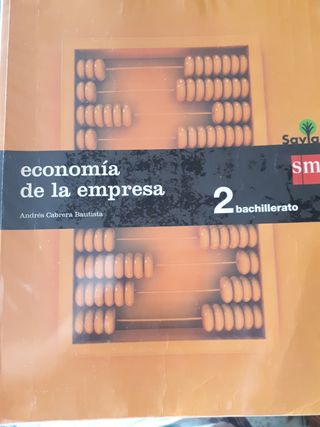 Savia
sm
economía
de la empresa
Andrés Cabrera Bautista
2 bachillerato